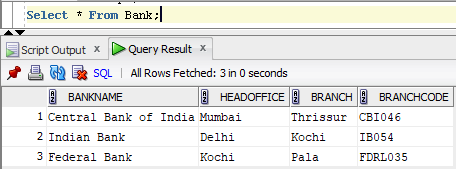 Select * From Bank;
Script Output x Query Result x
SQL | All Rows Fetched: 3 in 0 seconds
BANKNAME HEADOFFICE BRANCH BRANCHCODE
1 Central Bank of India Mumbai Thrissur CBI046
2 Indian Bank Delhi Kochi IB054
3 Federal Bank Kochi Pala FDRL035